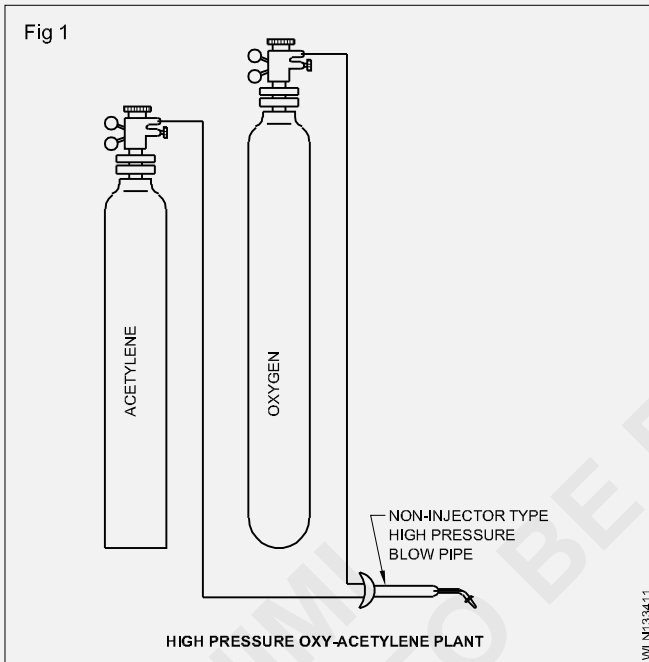 Fig 1
ACETYLENE
OXYGEN
NON-INJECTOR TYPE
HIGH PRESSURE
BLOW PIPE
HIGH PRESSURE OXY-ACETYLENE PLANT
WLN133411